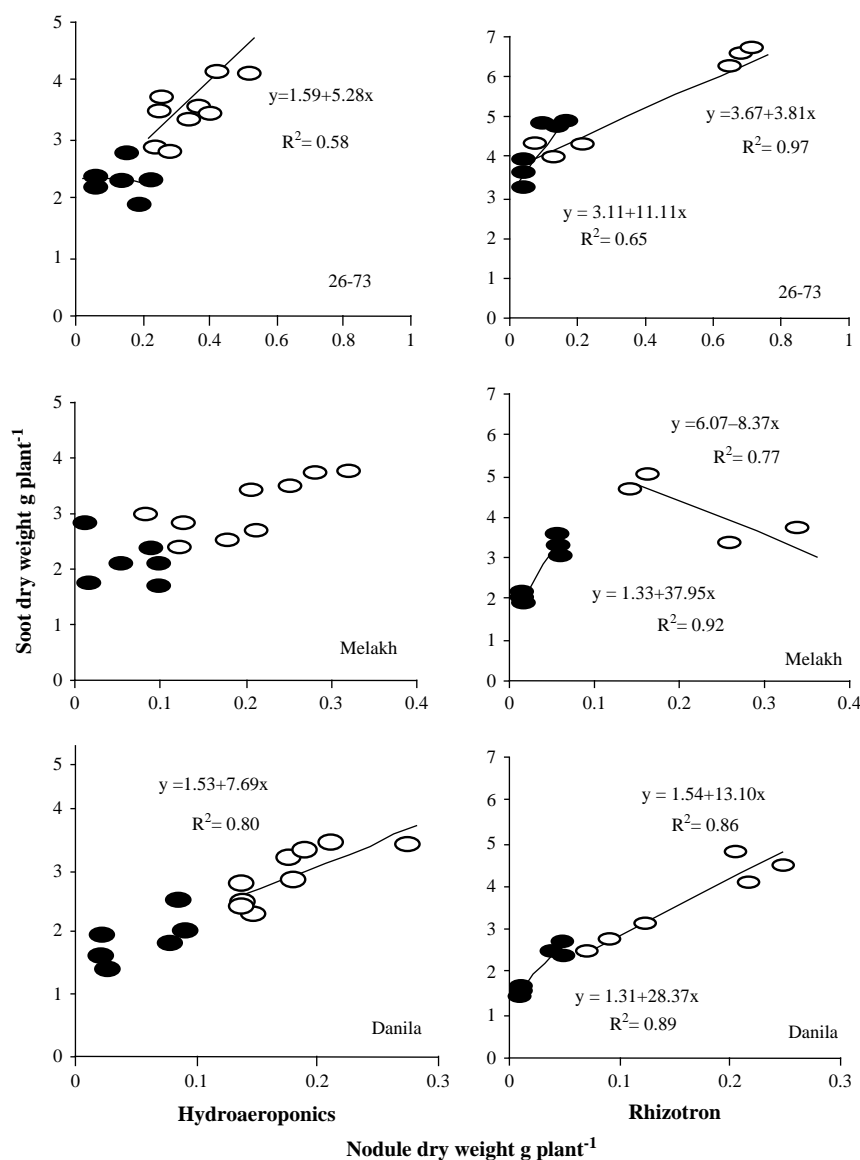 5
4
3
2
1
0
0 0.2 0.4 0.6 0.8 1
y=1.59+5.28x
R²= 0.58
26-73
7
6
5
4
3
2
1
0
0 0.2 0.4 0.6 0.8 1
y=3.67+3.81x
R²= 0.97
y = 3.11+11.11x
R²= 0.65
26-73
Soot dry weight g plant⁻¹
5
4
3
2
1
0
0 0.1 0.2 0.3 0.4
Melakh
7
6
5
4
3
2
1
0
0 0.1 0.2 0.3 0.4
y=6.07–8.37x
R²= 0.77
y = 1.33+37.95x
R²= 0.92
Melakh
5
4
3
2
1
0
0 0.1 0.2 0.3
y =1.53+7.69x
R²= 0.80
Danila
Hydroaeroponics
7
6
5
4
3
2
1
0
0 0.1 0.2 0.3
y = 1.54+13.10x
R²= 0.86
y = 1.31+28.37x
R²= 0.89
Danila
Rhizotron
Nodule dry weight g plant⁻¹